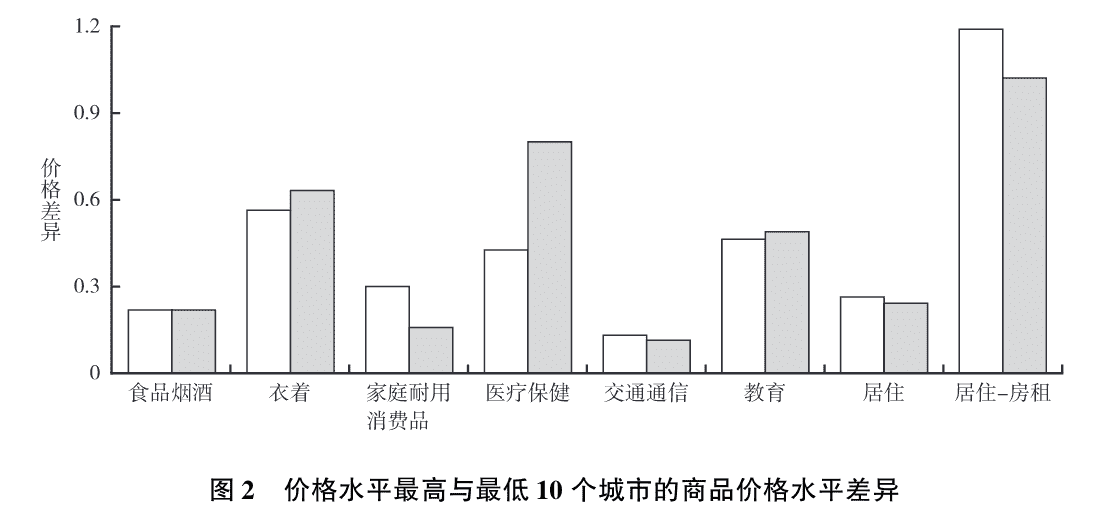 1.2
0.9
0.6
0.3
0
价格差异
食品烟酒
衣着
家庭耐用
消费品
医疗保健
交通通信
教育
居住
居住-房租
图 2 价格水平最高与最低 10 个城市的商品价格水平差异